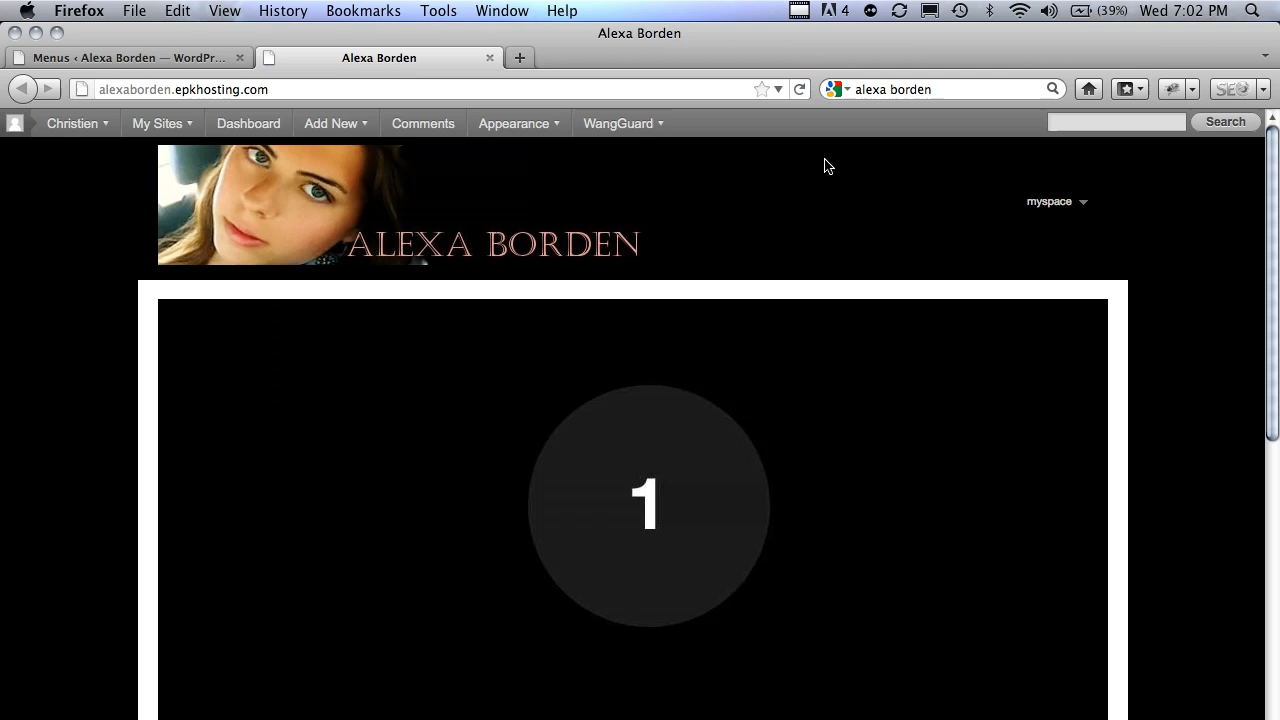 Firefox File Edit View History Bookmarks Tools Window Help 4 (39%) Wed 7:02 PM
Alexa Borden
Menus ‹ Alexa Borden — WordPr... Alexa Borden
alexaborden.epkhosting.com alexa borden SEO
Christien My Sites Dashboard Add New Comments Appearance WangGuard Search
myspace
ALEXA BORDEN
1